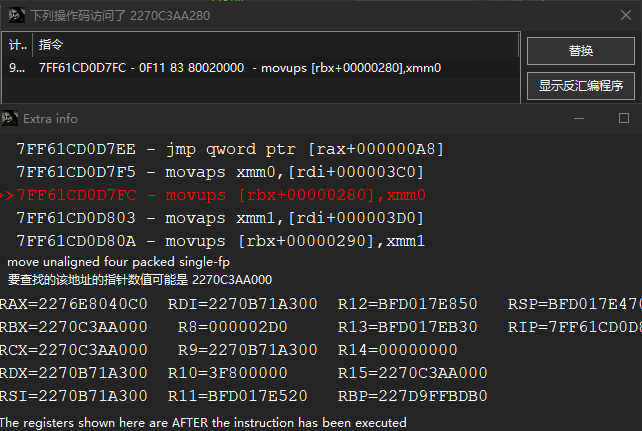 下列操作码访问了 2270C3AA280
计.. 指令
替换
9... 7FF61CD0D7FC - 0F11 83 80020000 - movups [rbx+00000280],xmm0
显示反汇编程序
Extra info
7FF61CD0D7EE - jmp qword ptr [rax+000000A8]
7FF61CD0D7F5 - movaps xmm0,[rdi+000003C0]
>>7FF61CD0D7FC - movups [rbx+00000280],xmm0
7FF61CD0D803 - movaps xmm1,[rdi+000003D0]
7FF61CD0D80A - movups [rbx+00000290],xmm1
move unaligned four packed single-fp
要查找的该地址的指针数值可能是 2270C3AA000
RAX=2276E8040C0 RDI=2270B71A300 R12=BFD017E850 RSP=BFD017E470
RBX=2270C3AA000 R8=000002D0 R13=BFD017EB30 RIP=7FF61CD0D8
RCX=2270C3AA000 R9=2270B71A300 R14=00000000
RDX=2270B71A300 R10=3F800000 R15=2270C3AA000
RSI=2270B71A300 R11=BFD017E520 RBP=227D9FFBDB0
The registers shown here are AFTER the instruction has been executed